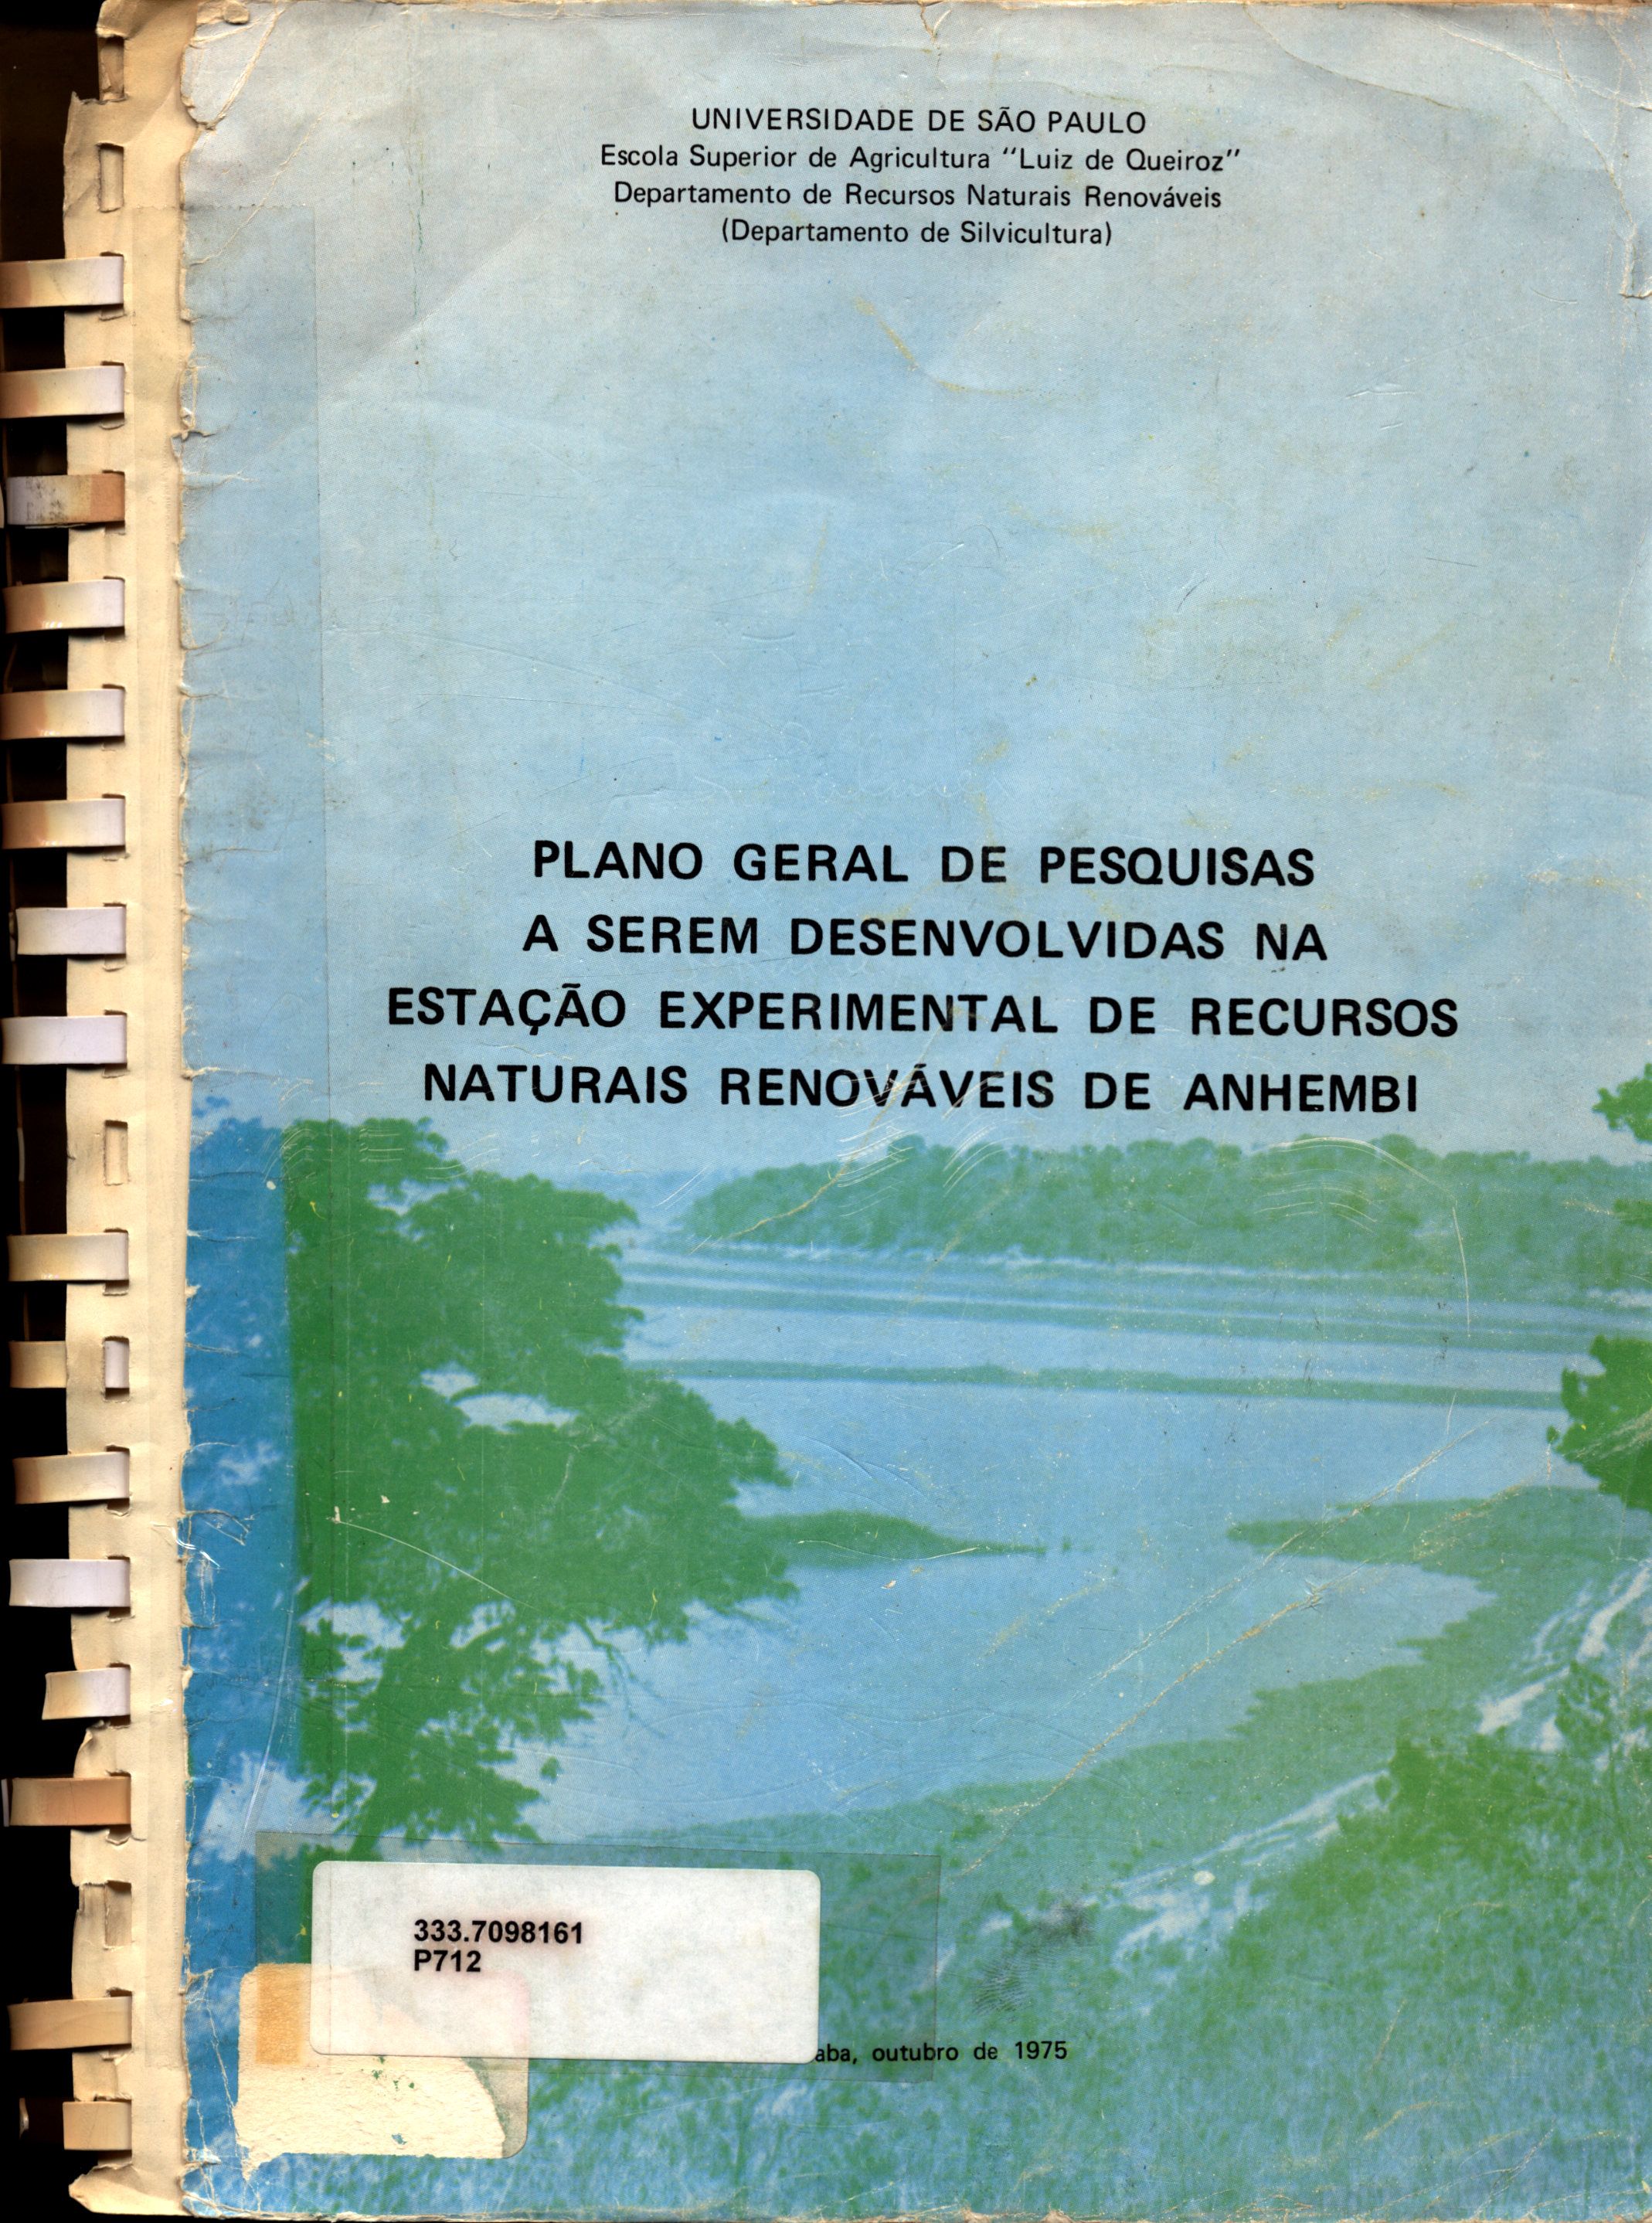 UNIVERSIDADE DE SÃO PAULO
Escola Superior de Agricultura "Luiz de Queiroz"
Departamento de Recursos Naturais Renováveis
(Departamento de Silvicultura)
PLANO GERAL DE PESQUISAS
A SEREM DESENVOLVIDAS NA
ESTAÇÃO EXPERIMENTAL DE RECURSOS
NATURAIS RENOVÁVEIS DE ANHEMBI
333.7098161
P712
aba, outubro de 1975